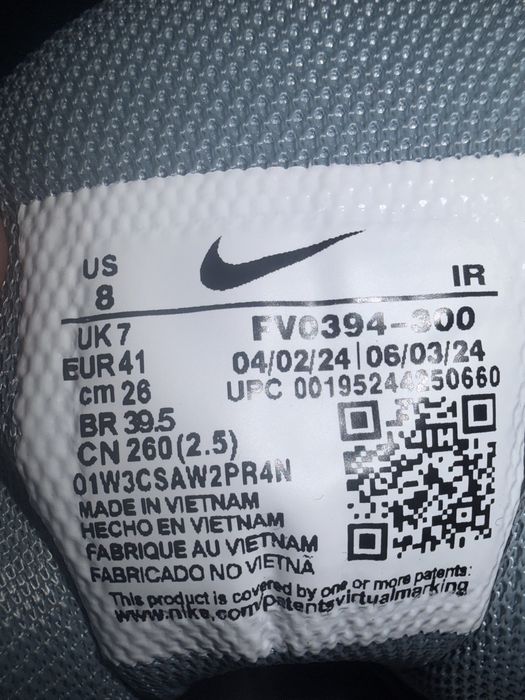 US
8
IR
UK 7
FV0394-300
EUR 41
04/02/24 | 06/03/24
cm 26
UPC 00195244250660
BR 39.5
CN 260 (2.5)
01W3CSAW2PR4N
MADE IN VIETNAM
HECHO EN VIETNAM
FABRIQUE AU VIETNAM
FABRICADO NO VIETNÃ
This product is covered by one or more patents:
www.nike.com/patentsvirtualmarking